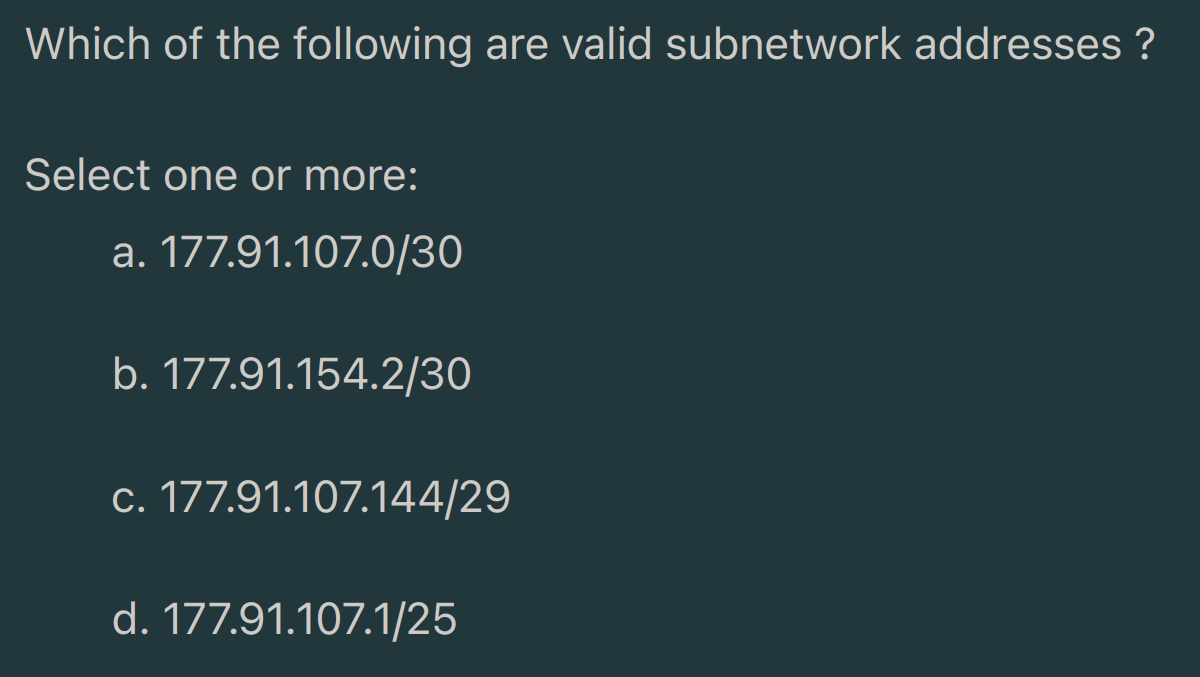 Which of the following are valid subnetwork addresses ?
Select one or more:
a. 177.91.107.0/30
b. 177.91.154.2/30
c. 177.91.107.144/29
d. 177.91.107.1/25